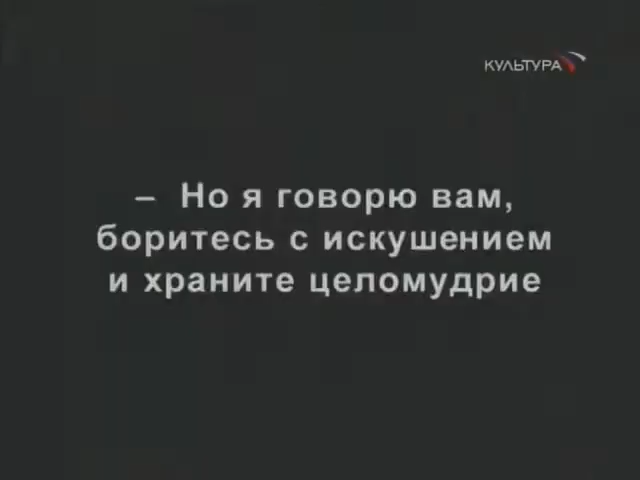 КУЛЬТУРА
– Но я говорю вам,
боритесь с искушением
и храните целомудрие